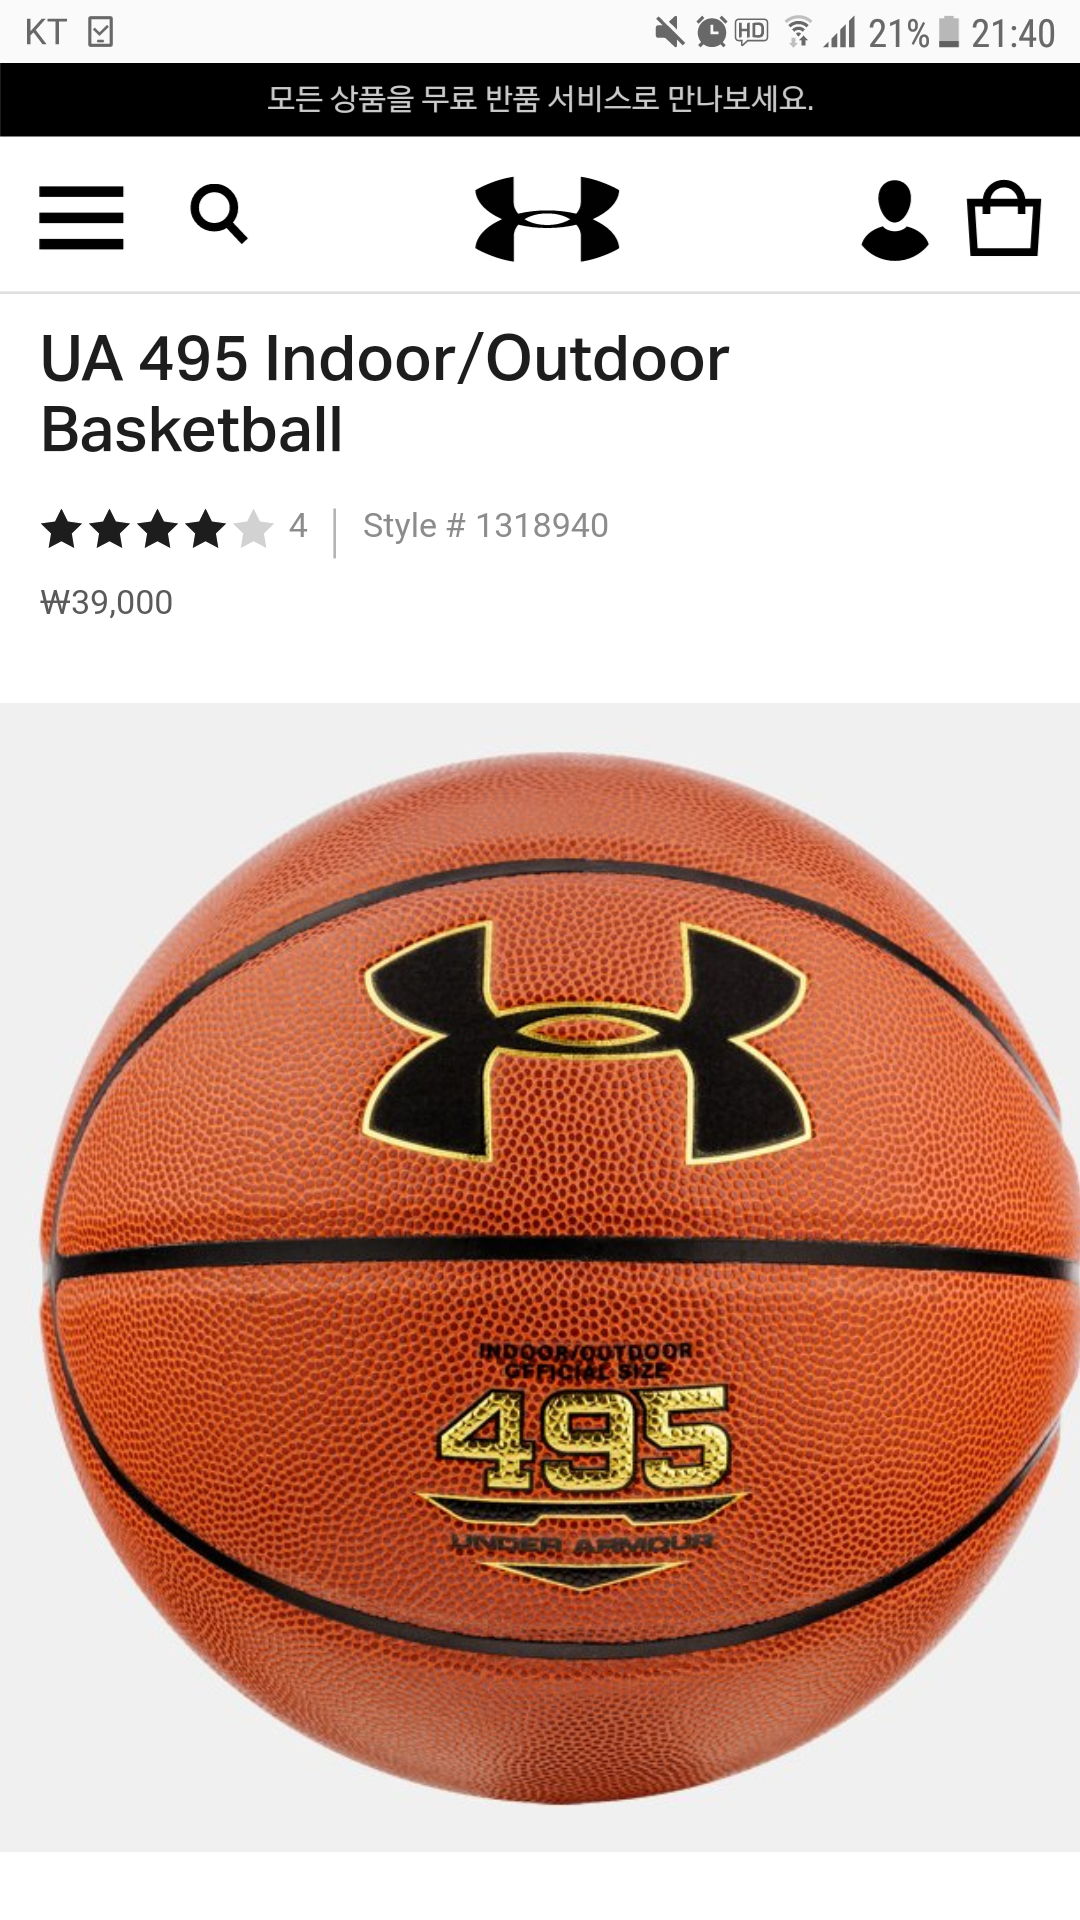 KT HD 21% 21:40
모든 상품을 무료 반품 서비스로 만나보세요.
UA 495 Indoor/Outdoor
Basketball
4 | Style # 1318940
₩39,000
INDOOR/OUTDOOR
OFFICIAL SIZE
495
UNDER ARMOUR